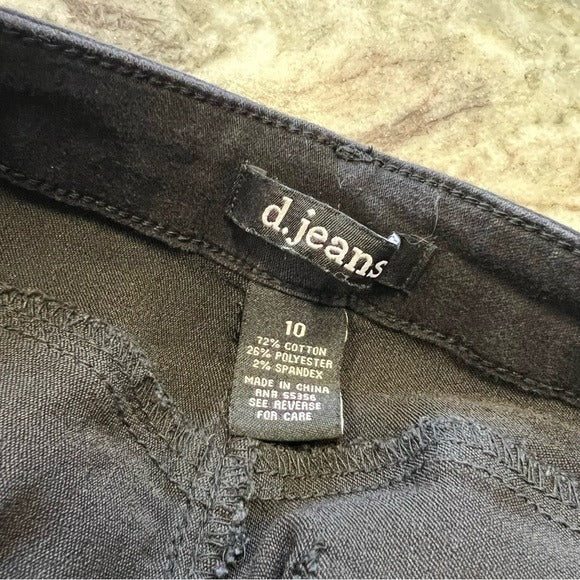 d.jeans
10
72% COTTON
26% POLYESTER
2% SPANDEX
MADE IN CHINA
RN# 55356
SEE REVERSE
FOR CARE